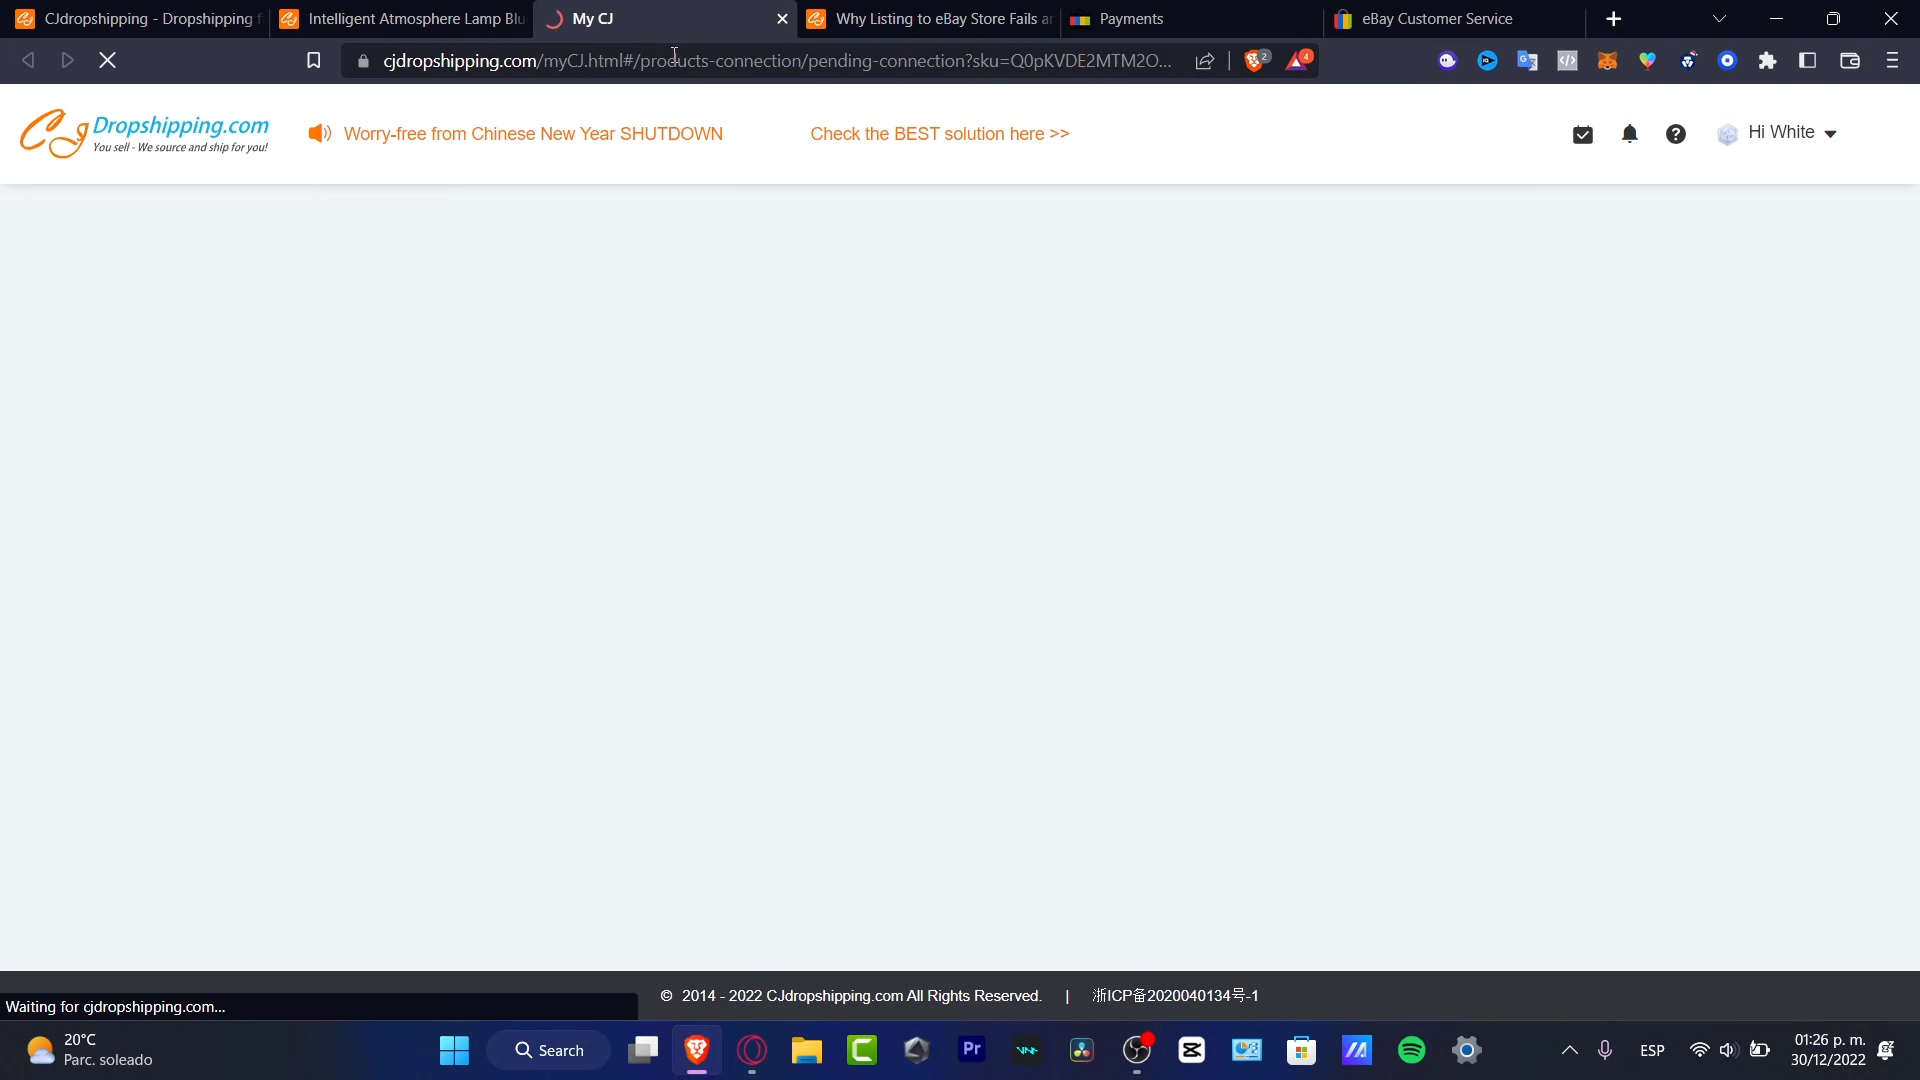 CJdropshipping - Dropshipping f
Intelligent Atmosphere Lamp Blu
My CJ
Why Listing to eBay Store Fails ar
Payments
eBay Customer Service
cjdropshipping.com/myCJ.html#/products-connection/pending-connection?sku=Q0pKVDE2MTM2O...
2
4
Dropshipping.com
You sell - We source and ship for you!
Worry-free from Chinese New Year SHUTDOWN
Check the BEST solution here >>
Hi White
© 2014 - 2022 CJdropshipping.com All Rights Reserved. | 浙ICP备2020040134号-1
Waiting for cjdropshipping.com...
20°C
Parc. soleado
Search
Pr
ESP
01:26 p. m.
30/12/2022